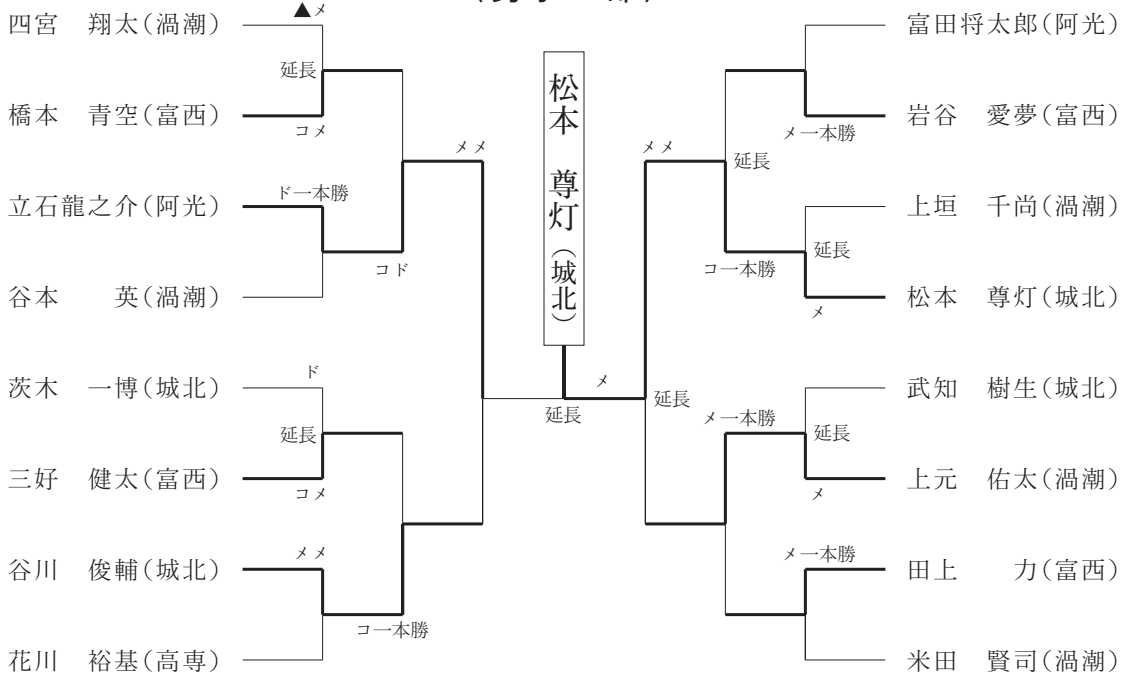 四宮　翔太（渦潮）
▲メ
延長
橋本　青空（富西）
コメ
メメ
立石龍之介（阿光）
ド一本勝
コド
谷本　　英（渦潮）
茨木　一博（城北）
ド
延長
三好　健太（富西）
コメ
谷川　俊輔（城北）
メメ
コ一本勝
花川　裕基（高専）
松本　尊灯（城北）
メ
延長
富田将太郎（阿光）
岩谷　愛夢（富西）
メ一本勝
メメ
延長
上垣　千尚（渦潮）
延長
コ一本勝
松本　尊灯（城北）
メ
延長
武知　樹生（城北）
メ一本勝
延長
上元　佑太（渦潮）
メ
メ一本勝
田上　　力（富西）
米田　賢司（渦潮）